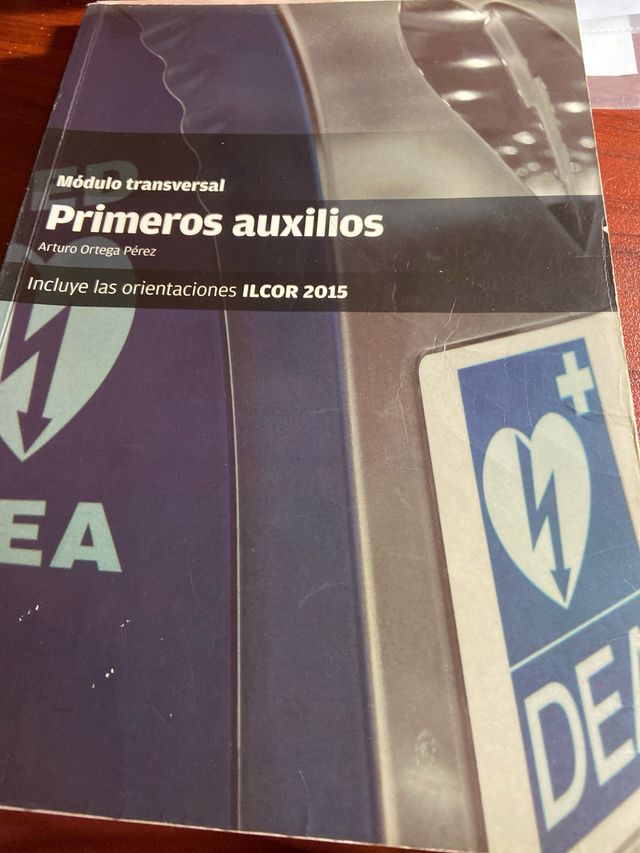 Módulo transversal
Primeros auxilios
Arturo Ortega Pérez
Incluye las orientaciones ILCOR 2015
EA
DEA